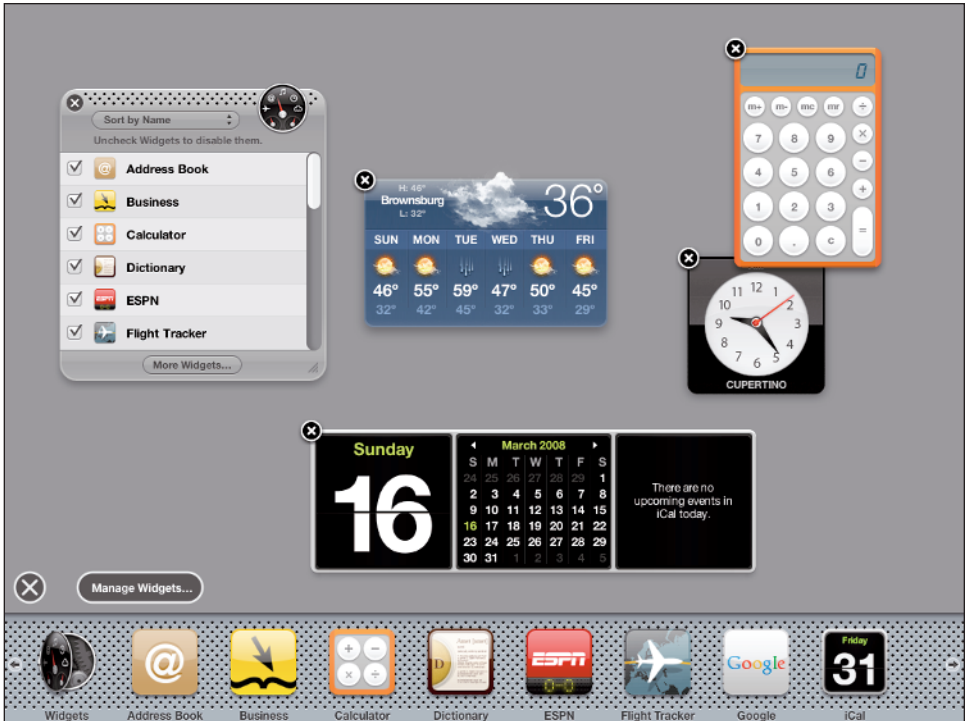 Sort by Name
Uncheck Widgets to disable them.
Address Book
Business
Calculator
Dictionary
ESPN
Flight Tracker
More Widgets...
H: 46°
Brownsburg
L: 32°
36°
SUN MON TUE WED THU FRI
46° 55° 59° 47° 50° 45°
32° 42° 45° 32° 33° 29°
0
m+ m- mc mr ÷
7 8 9 ×
4 5 6 −
1 2 3 +
0 . c =
11 12 1
10 2
9 3
8 4
7 6 5
CUPERTINO
Sunday
16
March 2008
S M T W T F S
24 25 26 27 28 29 1
2 3 4 5 6 7 8
9 10 11 12 13 14 15
16 17 18 19 20 21 22
23 24 25 26 27 28 29
30 31 1 2 3 4 5
There are no
upcoming events in
iCal today.
Manage Widgets...
@
D
ESPN
0-0
Google
Friday
31
Widgets Address Book Business Calculator Dictionary ESPN Flight Tracker Google iCal